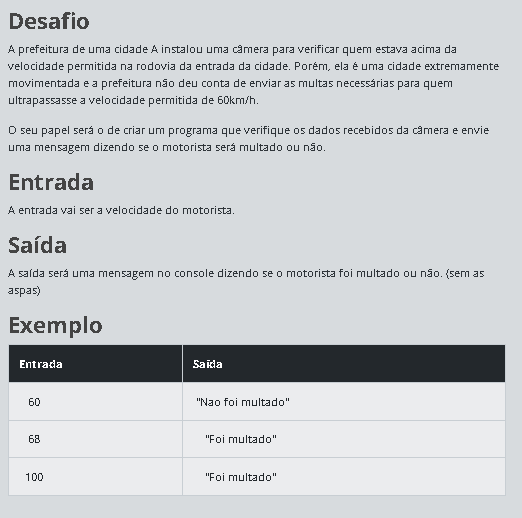 Desafio
A prefeitura de uma cidade A instalou uma câmera para verificar quem estava acima da
velocidade permitida na rodovia da entrada da cidade. Porém, ela é uma cidade extremamente
movimentada e a prefeitura não deu conta de enviar as multas necessárias para quem
ultrapassasse a velocidade permitida de 60km/h.
O seu papel será o de criar um programa que verifique os dados recebidos da câmera e envie
uma mensagem dizendo se o motorista será multado ou não.
Entrada
A entrada vai ser a velocidade do motorista.
Saída
A saída será uma mensagem no console dizendo se o motorista foi multado ou não. (sem as
aspas)
Exemplo
Entrada Saída
60 "Nao foi multado"
68 "Foi multado"
100 "Foi multado"